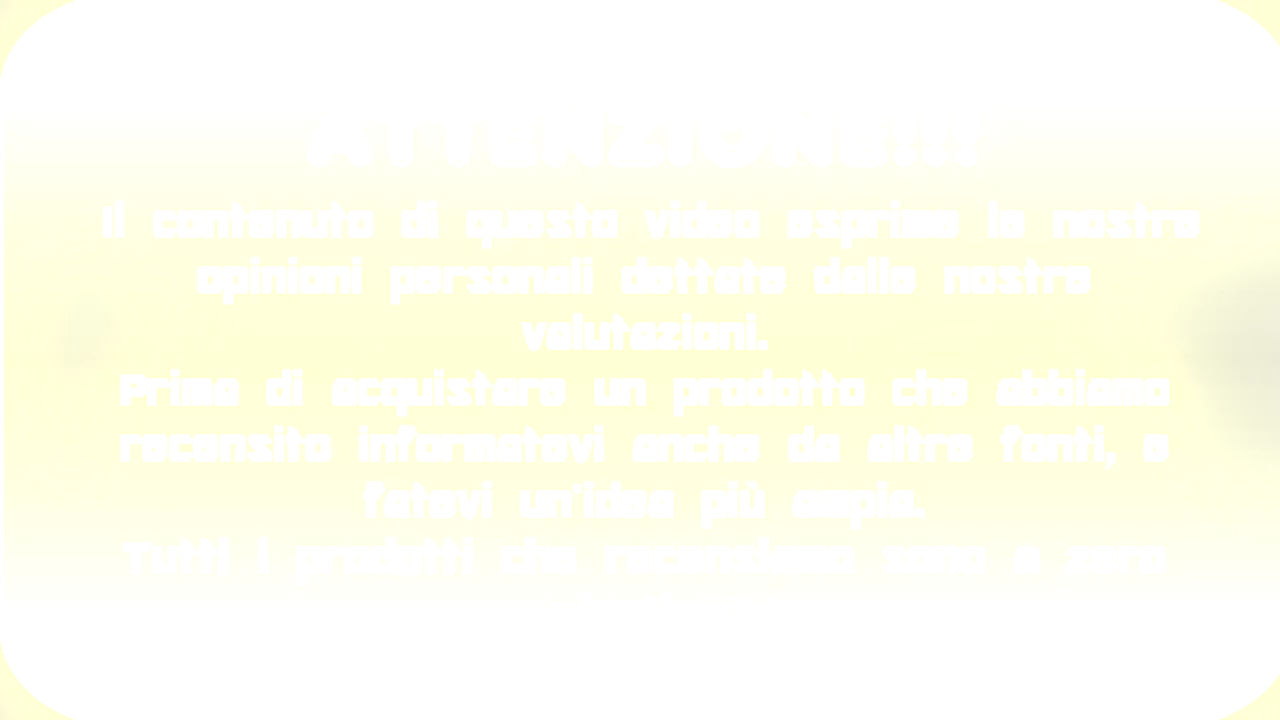 ATTENZIONE!!!
Il contenuto di questo video esprime le nostre
opinioni personali dettate dalle nostre
valutazioni.
Prima di acquistare un prodotto che abbiamo
recensito informatevi anche da altre fonti, e
fatevi un'idea più ampia.
Tutti i prodotti che recensiamo sono a zero